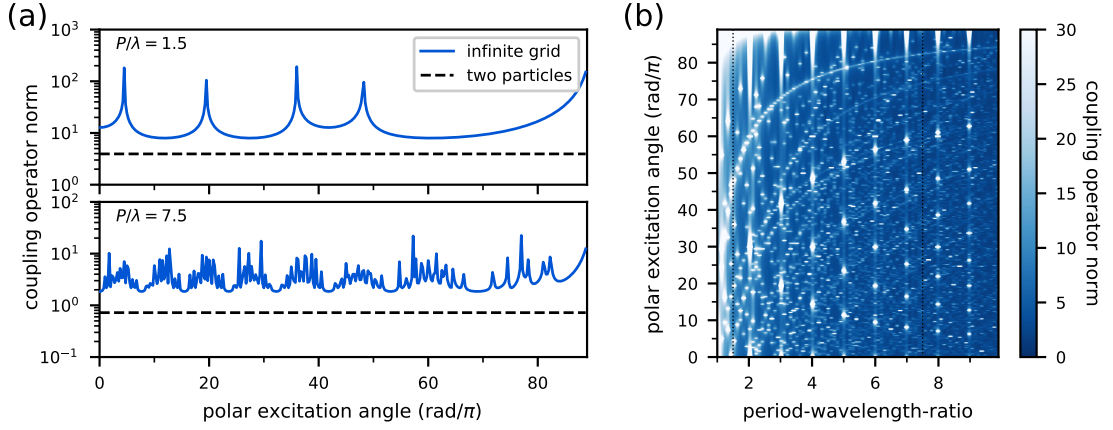 (a)
coupling operator norm
10³
10²
10¹
10⁰
P/λ = 1.5
infinite grid
two particles
10²
10¹
10⁰
10⁻¹
P/λ = 7.5
0 20 40 60 80
polar excitation angle (rad/π)
(b)
polar excitation angle (rad/π)
80
70
60
50
40
30
20
10
0
2 4 6 8
period-wavelength-ratio
30
25
20
15
10
5
0
coupling operator norm